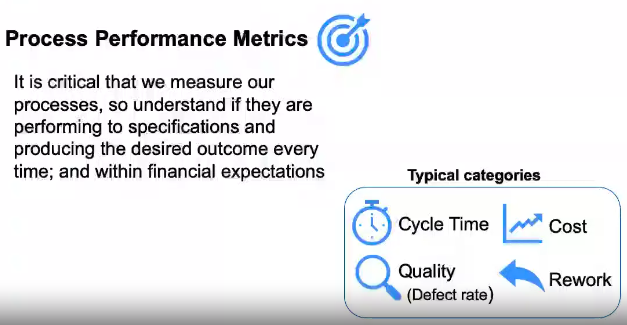 Process Performance Metrics
It is critical that we measure our
processes, so understand if they are
performing to specifications and
producing the desired outcome every
time; and within financial expectations
Typical categories
Cycle Time
Cost
Quality
(Defect rate)
Rework